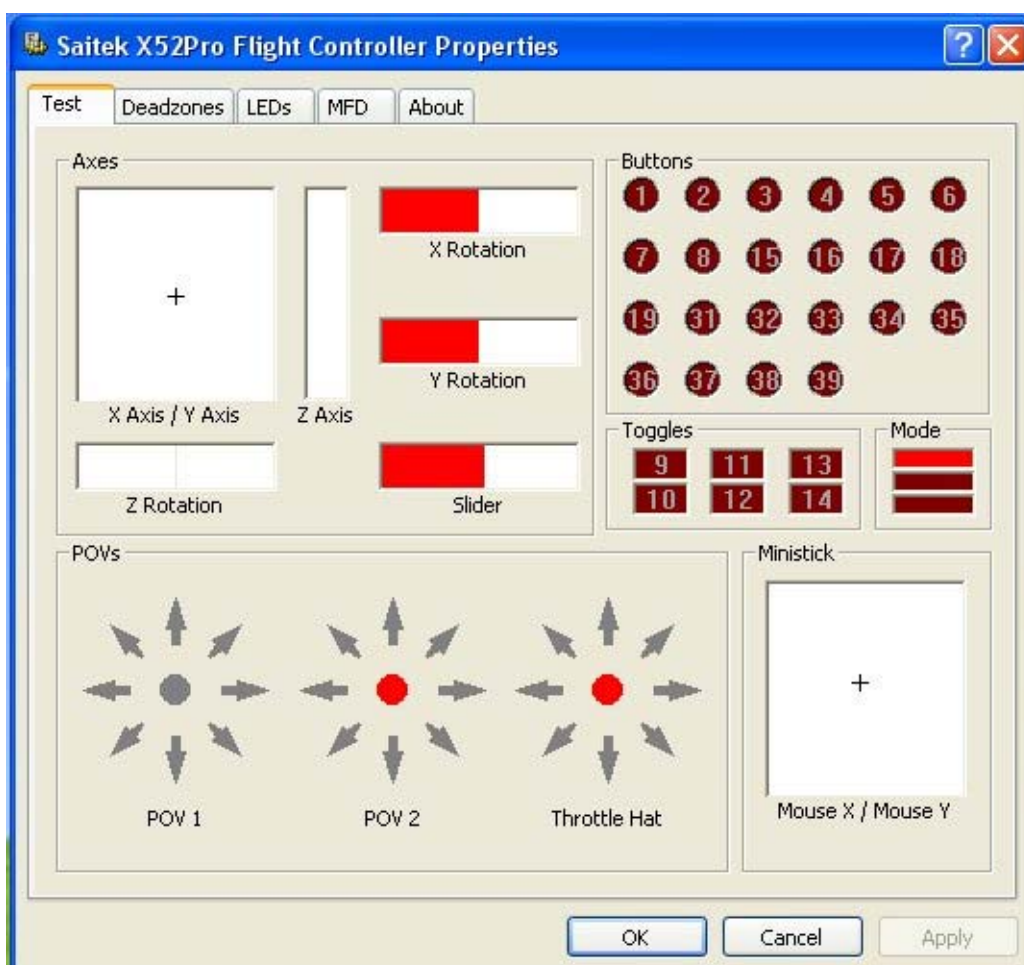 Saitek X52Pro Flight Controller Properties
Test Deadzones LEDs MFD About
Axes
X Axis / Y Axis
Z Axis
X Rotation
Y Rotation
Z Rotation
Slider
Buttons
1 2 3 4 5 6
7 8 15 16 17 18
19 31 32 33 34 35
36 37 38 39
Toggles
9 11 13
10 12 14
Mode
POVs
POV 1
POV 2
Throttle Hat
Ministick
Mouse X / Mouse Y
OK Cancel Apply